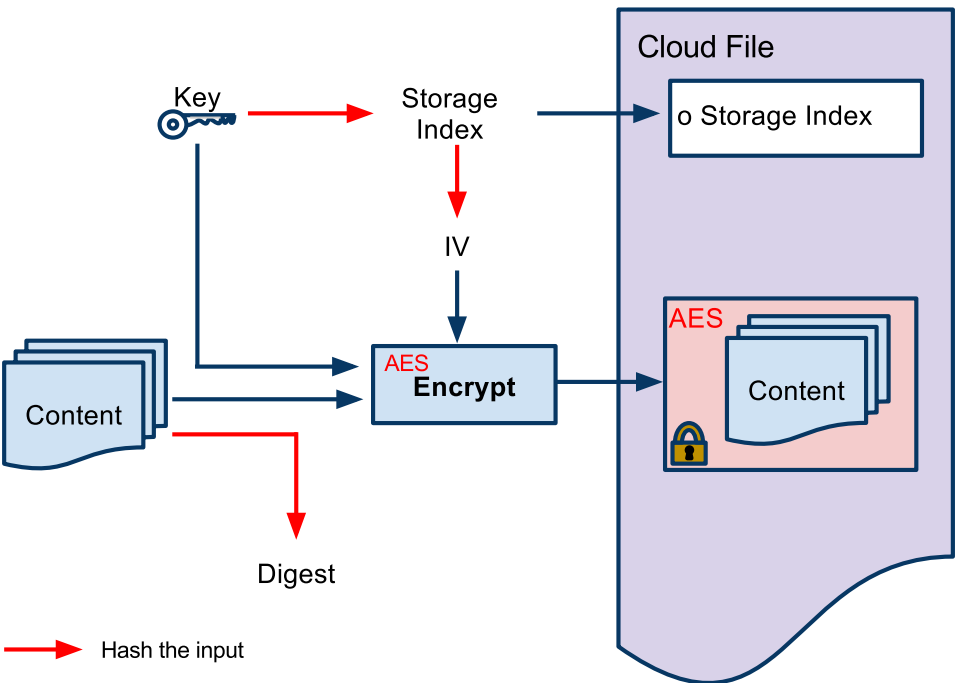 Cloud File
Key
Storage
Index
o Storage Index
IV
AES
AES
Encrypt
Content
Content
Digest
Hash the input